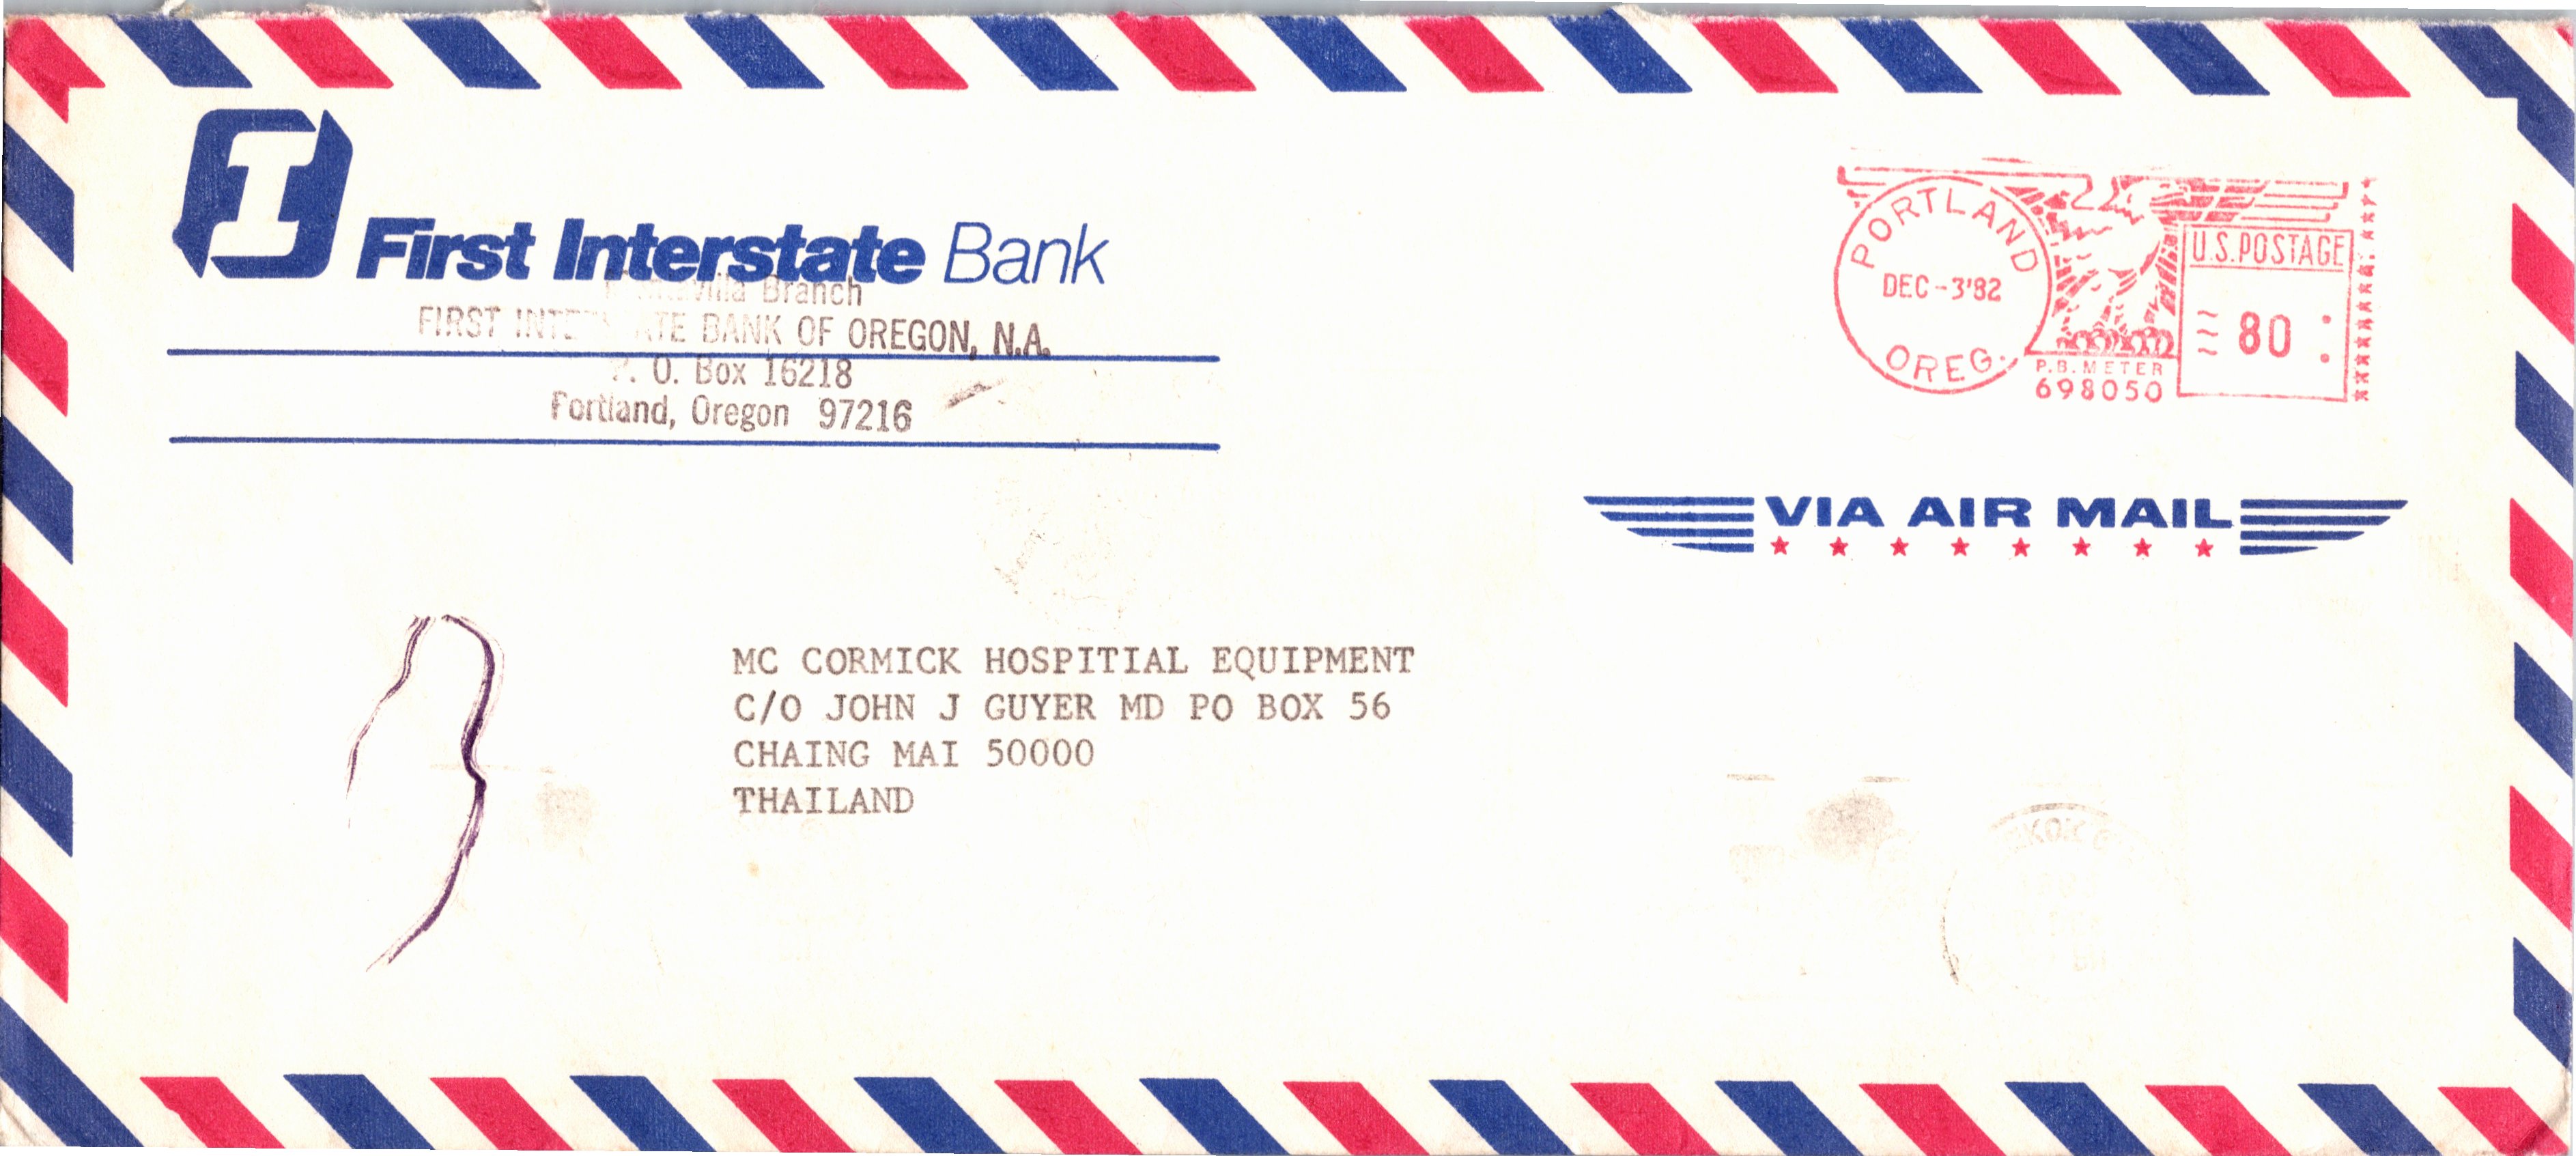 I
First Interstate Bank
Branch
FIRST INTERSTATE BANK OF OREGON, N.A.
P. O. Box 16218
Portland, Oregon 97216
PORTLAND
DEC-3'82
OREG.
P.B. METER
698050
U.S. POSTAGE
80
VIA AIR MAIL
MC CORMICK HOSPITIAL EQUIPMENT
C/O JOHN J GUYER MD PO BOX 56
CHAING MAI 50000
THAILAND